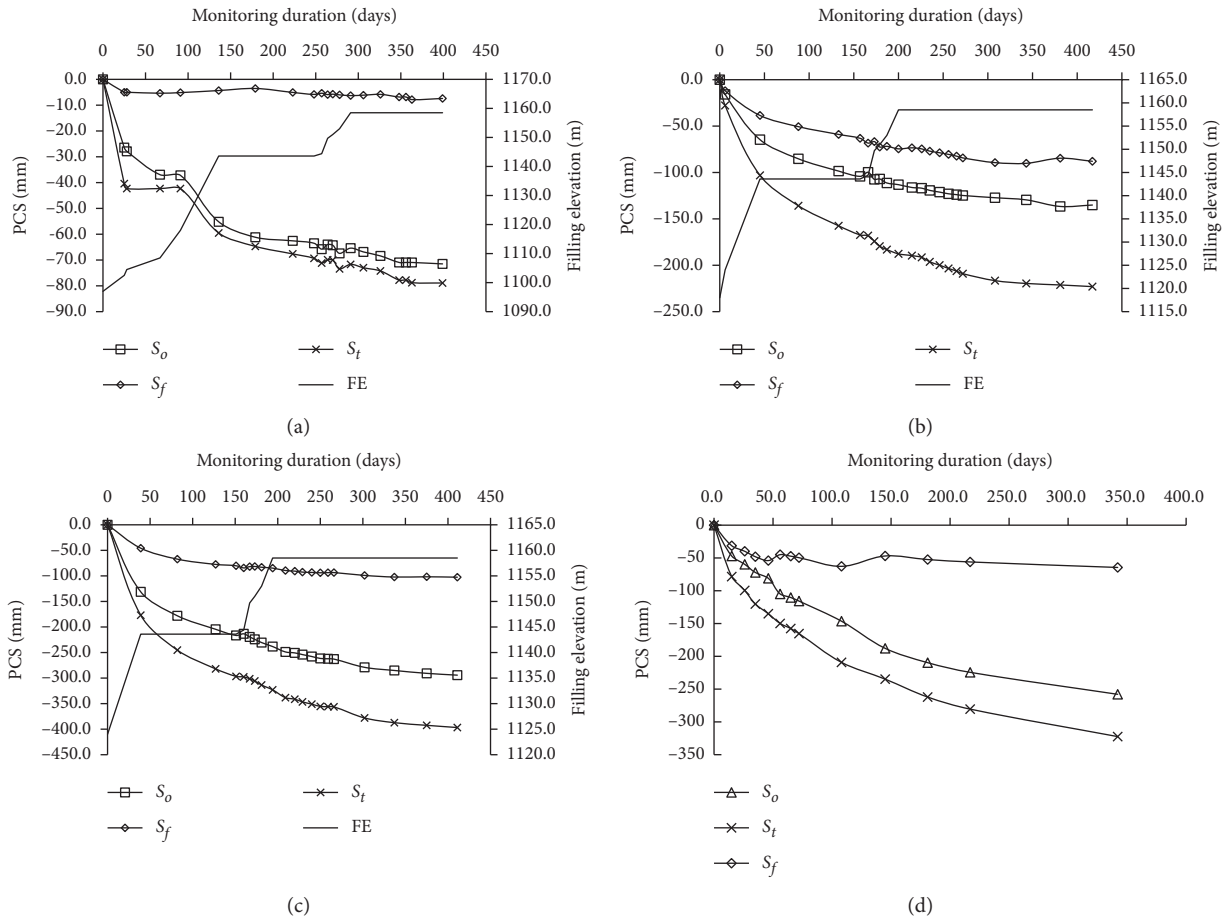 Monitoring duration (days)
0 50 100 150 200 250 300 350 400 450
0.0
−10.0
−20.0
−30.0
−40.0
−50.0
−60.0
−70.0
−80.0
−90.0
PCS (mm)
1170.0
1160.0
1150.0
1140.0
1130.0
1120.0
1110.0
1100.0
1090.0
Filling elevation (m)
So
St
Sf
FE
(a)
Monitoring duration (days)
0 50 100 150 200 250 300 350 400 450
0.0
−50.0
−100.0
−150.0
−200.0
−250.0
PCS (mm)
1165.0
1160.0
1155.0
1150.0
1145.0
1140.0
1135.0
1130.0
1125.0
1120.0
1115.0
Filling elevation (m)
So
St
Sf
FE
(b)
Monitoring duration (days)
0 50 100 150 200 250 300 350 400 450
0.0
−50.0
−100.0
−150.0
−200.0
−250.0
−300.0
−350.0
−400.0
−450.0
PCS (mm)
1165.0
1160.0
1155.0
1150.0
1145.0
1140.0
1135.0
1130.0
1125.0
1120.0
Filling elevation (m)
So
St
Sf
FE
(c)
Monitoring duration (days)
0.0 50.0 100.0 150.0 200.0 250.0 300.0 350.0 400.0
0
−50
−100
−150
−200
−250
−300
−350
PCS (mm)
So
St
Sf
(d)